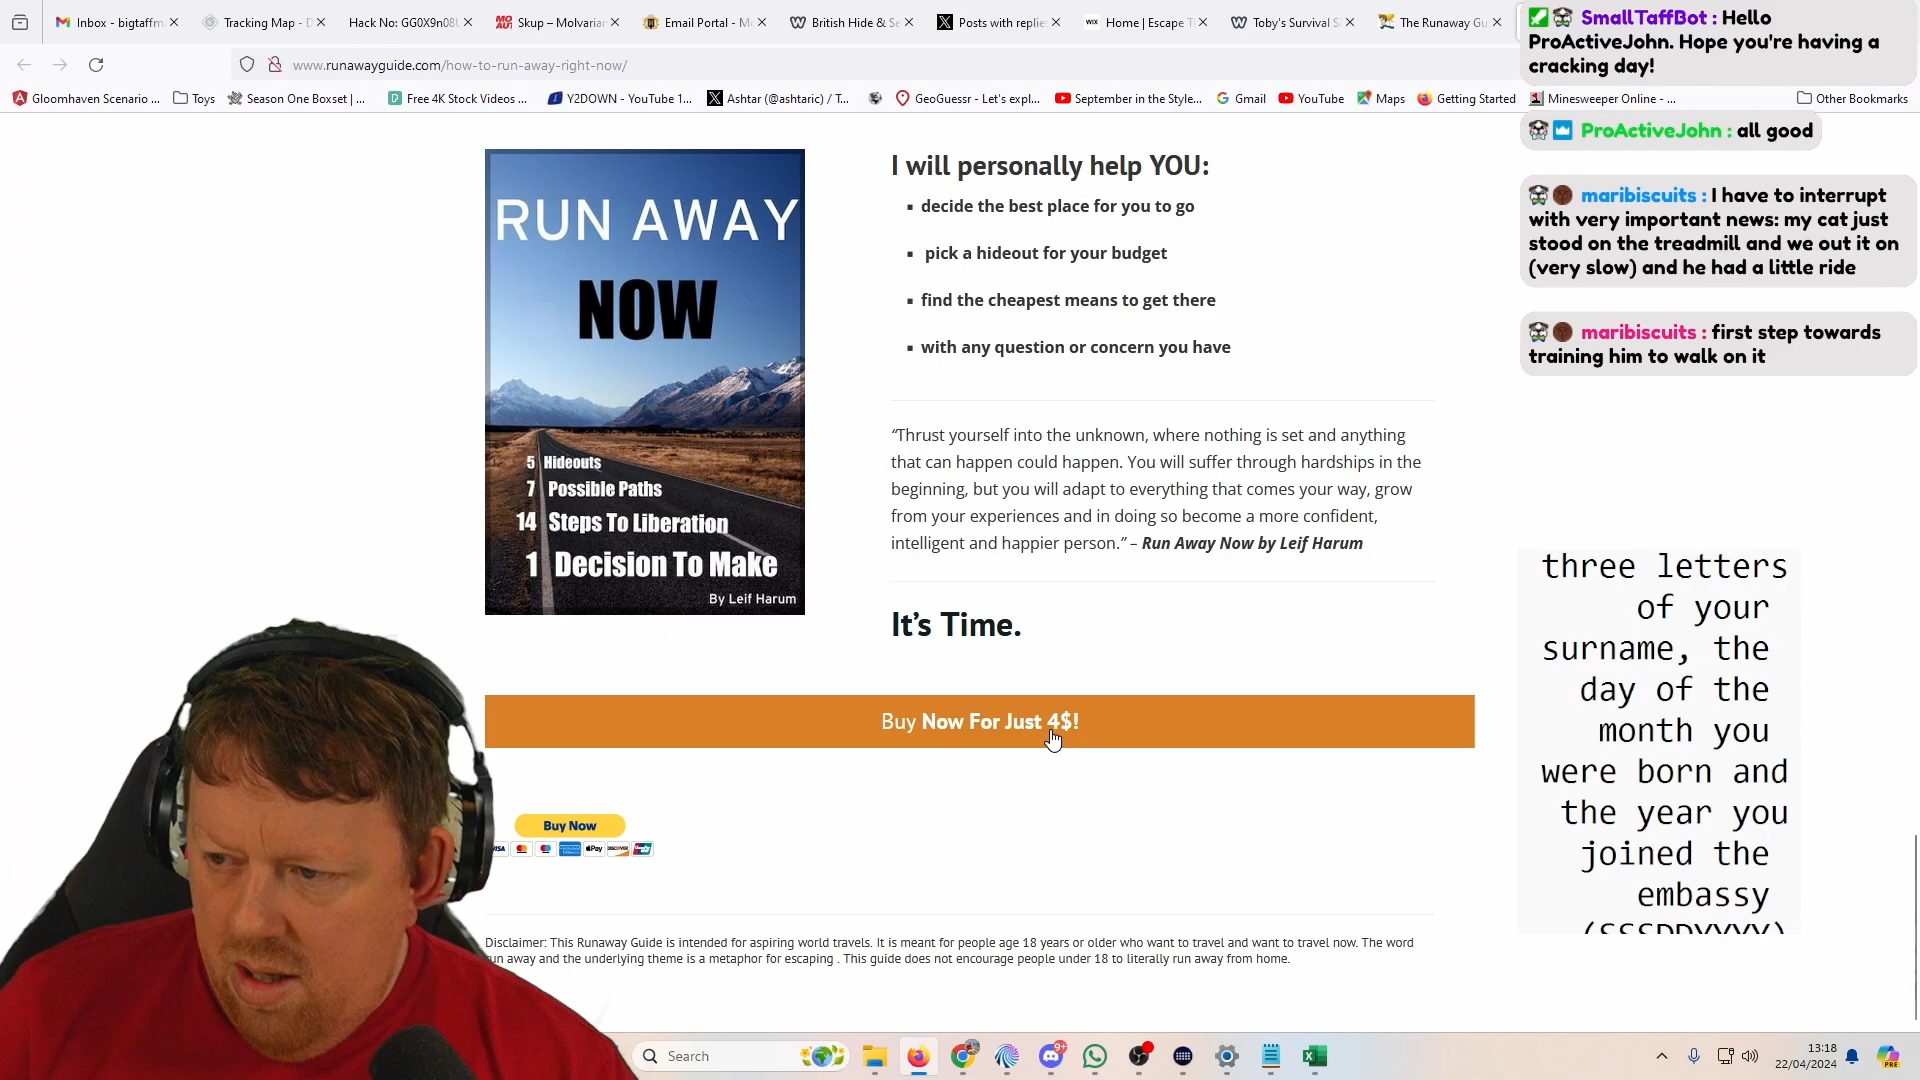 Inbox - bigtaffm
Tracking Map - D
Hack No: GG0X9n08U
Skup – Molvarian
Email Portal - Mo
British Hide & Se
Posts with replie
Home | Escape T
Toby's Survival S
The Runaway Gu
www.runawayguide.com/how-to-run-away-right-now/
Gloomhaven Scenario ...
Toys
Season One Boxset | ...
Free 4K Stock Videos ...
Y2DOWN - YouTube 1...
Ashtar (@ashtaric) / T...
GeoGuessr - Let's expl...
September in the Style...
Gmail
YouTube
Maps
Getting Started
Minesweeper Online - ...
Other Bookmarks
SmallTaffBot : Hello
ProActiveJohn. Hope you're having a
cracking day!
ProActiveJohn : all good
maribiscuits : I have to interrupt
with very important news: my cat just
stood on the treadmill and we out it on
(very slow) and he had a little ride
maribiscuits : first step towards
training him to walk on it
RUN AWAY
NOW
5 Hideouts
7 Possible Paths
14 Steps To Liberation
1 Decision To Make
By Leif Harum
I will personally help YOU:
▪ decide the best place for you to go
▪ pick a hideout for your budget
▪ find the cheapest means to get there
▪ with any question or concern you have
“Thrust yourself into the unknown, where nothing is set and anything
that can happen could happen. You will suffer through hardships in the
beginning, but you will adapt to everything that comes your way, grow
from your experiences and in doing so become a more confident,
intelligent and happier person.” – Run Away Now by Leif Harum
It’s Time.
Buy Now For Just 4$!
Buy Now
VISA
Pay
DISCOVER
three letters
of your
surname, the
day of the
month you
were born and
the year you
joined the
embassy
(SSSDDYYYY)
Disclaimer: This Runaway Guide is intended for aspiring world travels. It is meant for people age 18 years or older who want to travel and want to travel now. The word
run away and the underlying theme is a metaphor for escaping . This guide does not encourage people under 18 to literally run away from home.
Search
9+
13:18
22/04/2024
PRE